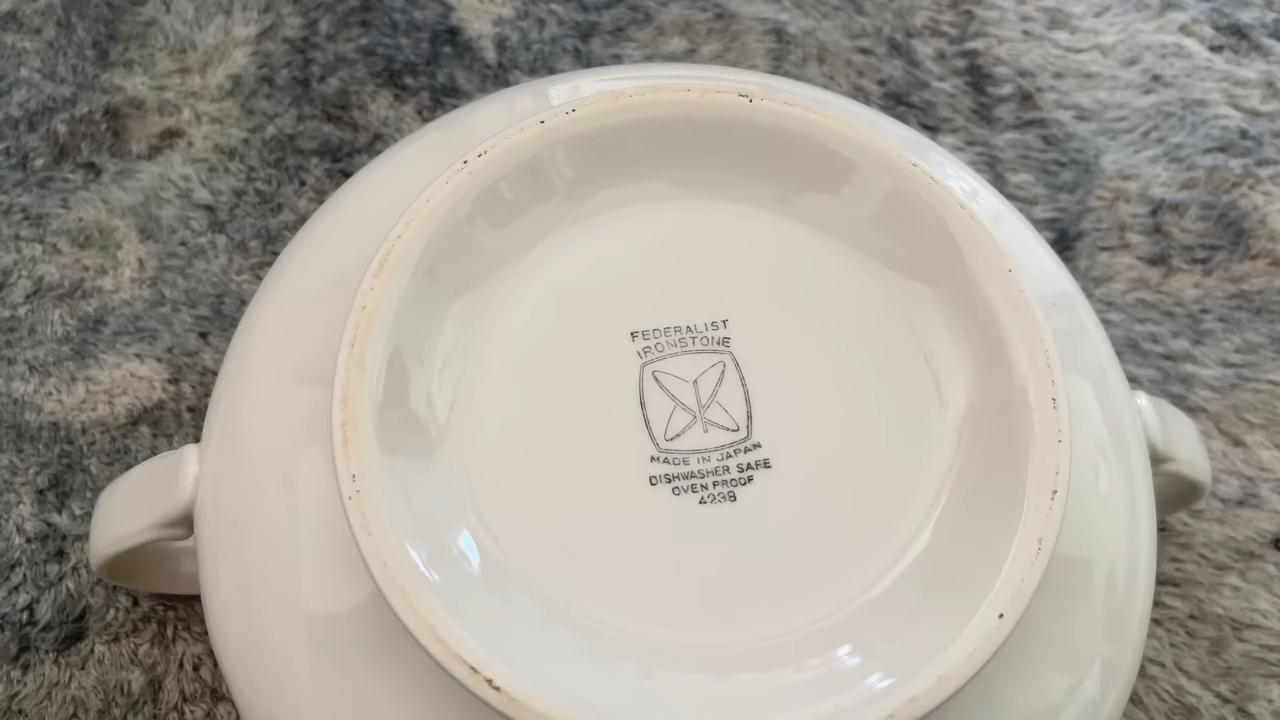 FEDERALIST
IRONSTONE
MADE IN JAPAN
DISHWASHER SAFE
OVEN PROOF
4238